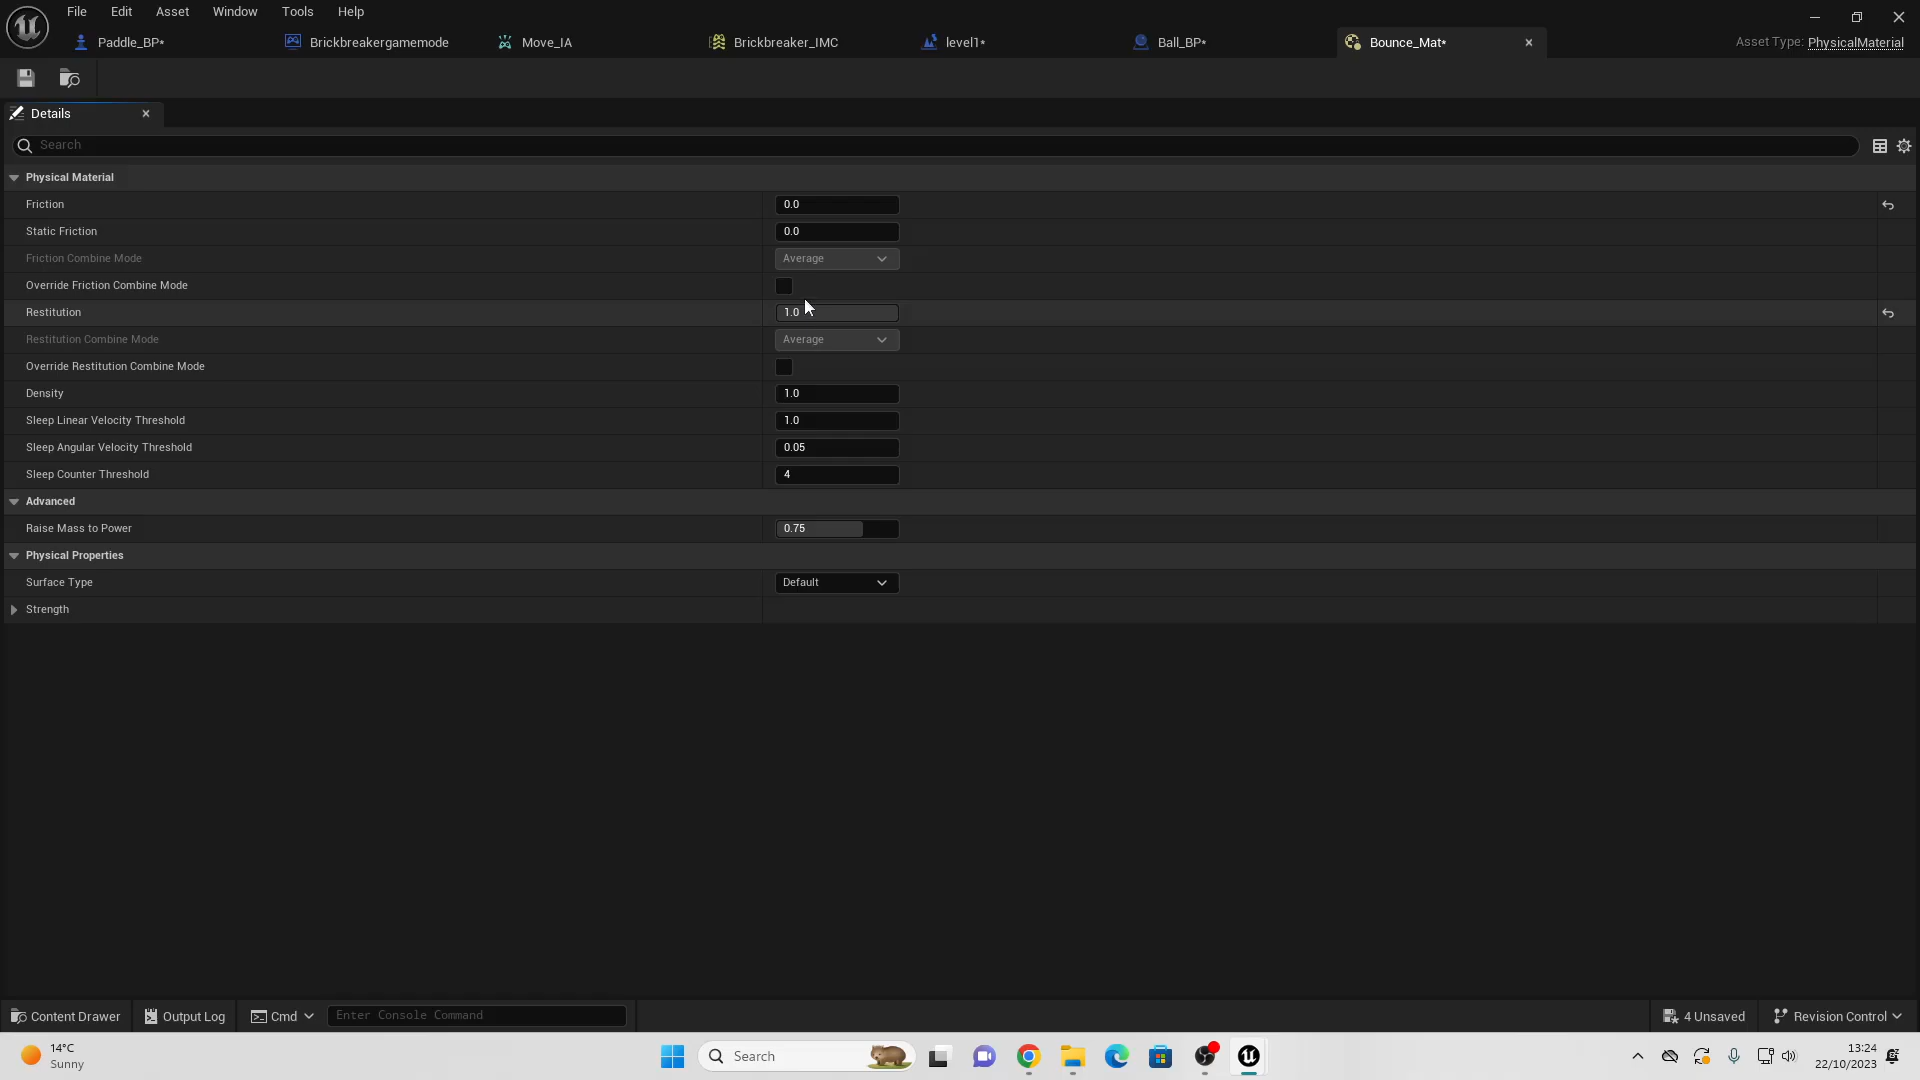 File Edit Asset Window Tools Help
Paddle_BP* Brickbreakergamemode Move_IA Brickbreaker_IMC level1* Ball_BP* Bounce_Mat* Asset Type: PhysicalMaterial
Details
Search
Physical Material
Friction 0.0
Static Friction 0.0
Friction Combine Mode Average
Override Friction Combine Mode
Restitution 1.0
Restitution Combine Mode Average
Override Restitution Combine Mode
Density 1.0
Sleep Linear Velocity Threshold 1.0
Sleep Angular Velocity Threshold 0.05
Sleep Counter Threshold 4
Advanced
Raise Mass to Power 0.75
Physical Properties
Surface Type Default
Strength
Content Drawer Output Log Cmd Enter Console Command 4 Unsaved Revision Control
14°C
Sunny
Search
13:24
22/10/2023